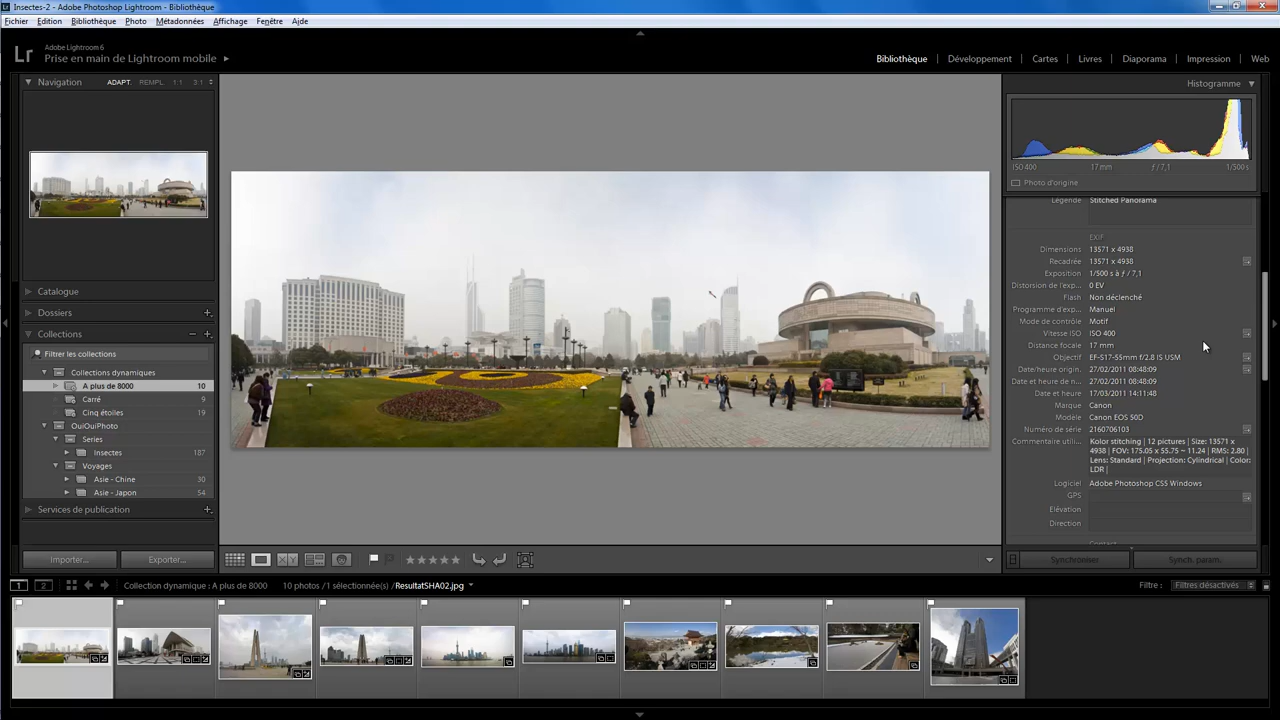 Insectes-2 - Adobe Photoshop Lightroom - Bibliothèque
Fichier Edition Bibliothèque Photo Métadonnées Affichage Fenêtre Aide
Lr
Adobe Lightroom 6
Prise en main de Lightroom mobile
Bibliothèque Développement Cartes Livres Diaporama Impression Web
Navigation ADAPT. REMPL. 1:1 3:1
Histogramme
ISO 400 17 mm ƒ / 7,1 1/500 s
Photo d'origine
Catalogue
Dossiers
Collections
Filtrer les collections
Collections dynamiques
A plus de 8000 10
Carré 9
Cinq étoiles 19
OuiOuiPhoto
Series
Insectes 187
Voyages
Asie - Chine 30
Asie - Japon 54
Services de publication
Importer... Exporter...
Légende Stitched Panorama
EXIF
Dimensions 13571 x 4938
Recadrée 13571 x 4938
Exposition 1/500 s à ƒ / 7,1
Distorsion de l'exp... 0 EV
Flash Non déclenché
Programme d'exp... Manuel
Mode de contrôle Motif
Vitesse ISO ISO 400
Distance focale 17 mm
Objectif EF-S17-55mm f/2.8 IS USM
Date/heure origin. 27/02/2011 08:48:09
Date et heure de n... 27/02/2011 08:48:09
Date et heure 17/03/2011 14:11:48
Marque Canon
Modèle Canon EOS 50D
Numéro de série 2160706103
Commentaire utili... Kolor stitching | 12 pictures | Size: 13571 x
4938 | FOV: 175.05 x 55.75 ~ 11.24 | RMS: 2.80 |
Lens: Standard | Projection: Cylindrical | Color:
LDR |
Logiciel Adobe Photoshop CS5 Windows
GPS
Elévation
Direction
Contact
Synchroniser Synch. param.
1 2 Collection dynamique : A plus de 8000 10 photos / 1 sélectionnée(s) / ResultatSHA02.jpg
Filtre : Filtres désactivés